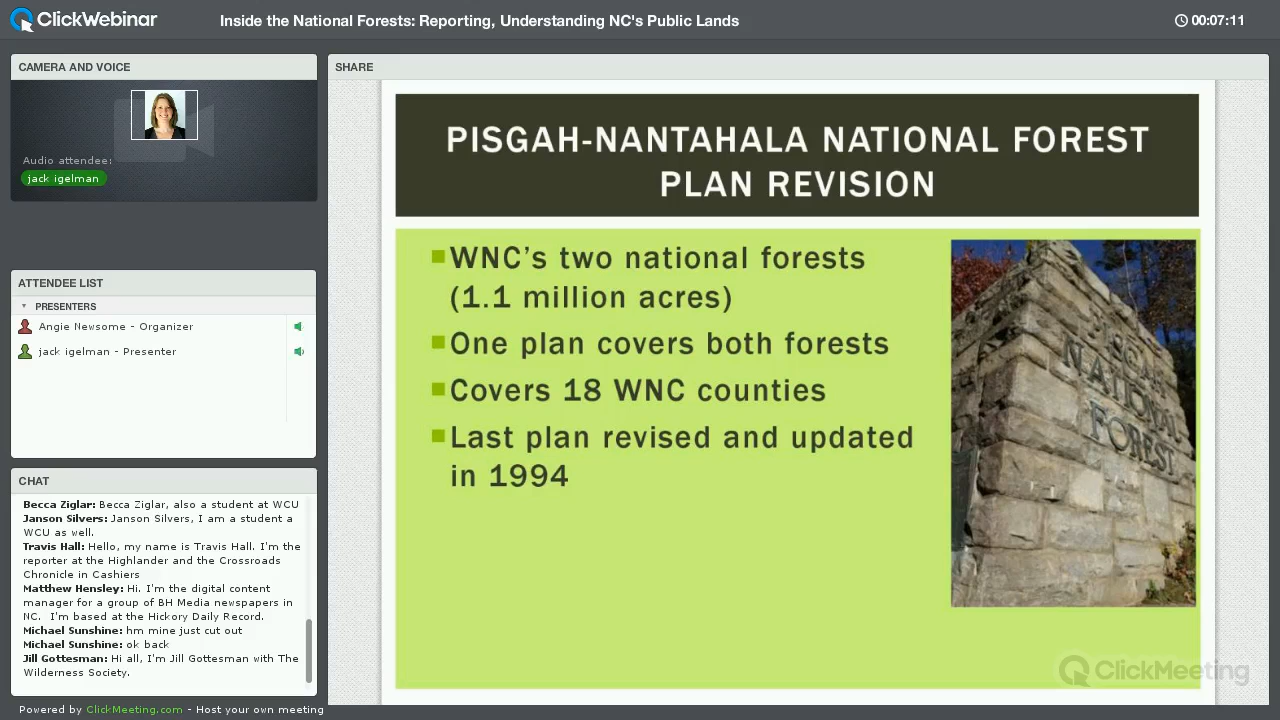 ClickWebinar
Inside the National Forests: Reporting, Understanding NC's Public Lands
00:07:11
CAMERA AND VOICE
Audio attendee:
jack igelman
ATTENDEE LIST
PRESENTERS
Angie Newsome - Organizer
jack igelman - Presenter
CHAT
Becca Ziglar: Becca Ziglar, also a student at WCU
Janson Silvers: Janson Silvers, I am a student a
WCU as well.
Travis Hall: Hello, my name is Travis Hall. I'm the
reporter at the Highlander and the Crossroads
Chronicle in Cashiers
Matthew Hensley: Hi. I'm the digital content
manager for a group of BH Media newspapers in
NC. I'm based at the Hickory Daily Record.
Michael Sunshine: hm mine just cut out
Michael Sunshine: ok back
Jill Gottesman: Hi all, I'm Jill Gottesman with The
Wilderness Society.
Powered by ClickMeeting.com - Host your own meeting
SHARE
PISGAH-NANTAHALA NATIONAL FOREST
PLAN REVISION
WNC's two national forests
(1.1 million acres)
One plan covers both forests
Covers 18 WNC counties
Last plan revised and updated
in 1994
NATIONAL
FOREST
ClickMeeting